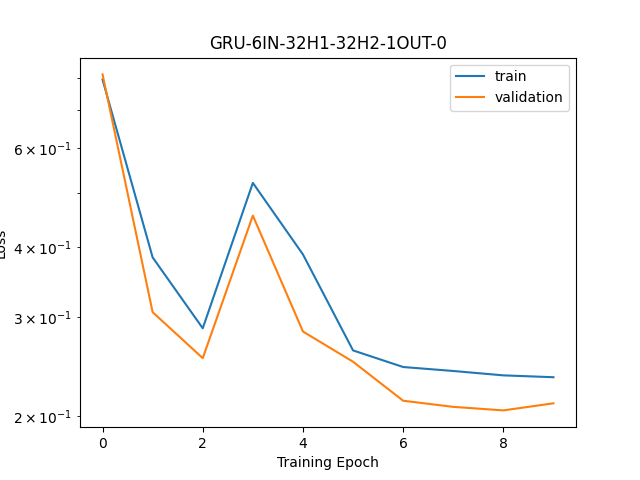 GRU-6IN-32H1-32H2-1OUT-0
train
validation
6 × 10⁻¹
4 × 10⁻¹
3 × 10⁻¹
2 × 10⁻¹
Loss
0 2 4 6 8
Training Epoch